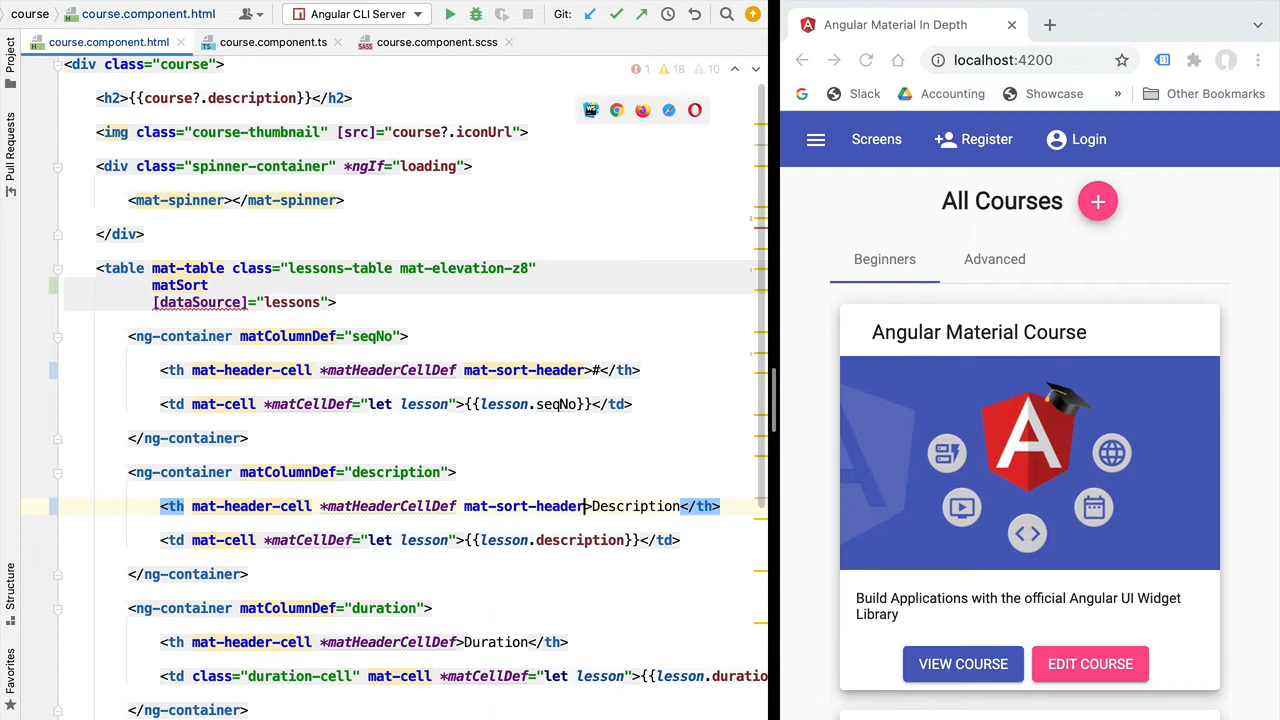 course
course.component.html
Angular CLI Server
Git:
course.component.html
course.component.ts
course.component.scss
Project
Pull Requests
Structure
Favorites
1
18
10
<div class="course">
<h2>{{course?.description}}</h2>
<img class="course-thumbnail" [src]="course?.iconUrl">
<div class="spinner-container" *ngIf="loading">
<mat-spinner></mat-spinner>
</div>
<table mat-table class="lessons-table mat-elevation-z8"
matSort
[dataSource]="lessons">
<ng-container matColumnDef="seqNo">
<th mat-header-cell *matHeaderCellDef mat-sort-header>#</th>
<td mat-cell *matCellDef="let lesson">{{lesson.seqNo}}</td>
</ng-container>
<ng-container matColumnDef="description">
<th mat-header-cell *matHeaderCellDef mat-sort-header>Description</th>
<td mat-cell *matCellDef="let lesson">{{lesson.description}}</td>
</ng-container>
<ng-container matColumnDef="duration">
<th mat-header-cell *matHeaderCellDef>Duration</th>
<td class="duration-cell" mat-cell *matCellDef="let lesson">{{lesson.duratio
</ng-container>
Angular Material In Depth
localhost:4200
Slack
Accounting
Showcase
»
Other Bookmarks
Screens
Register
Login
All Courses
Beginners
Advanced
Angular Material Course
Build Applications with the official Angular UI Widget
Library
VIEW COURSE
EDIT COURSE